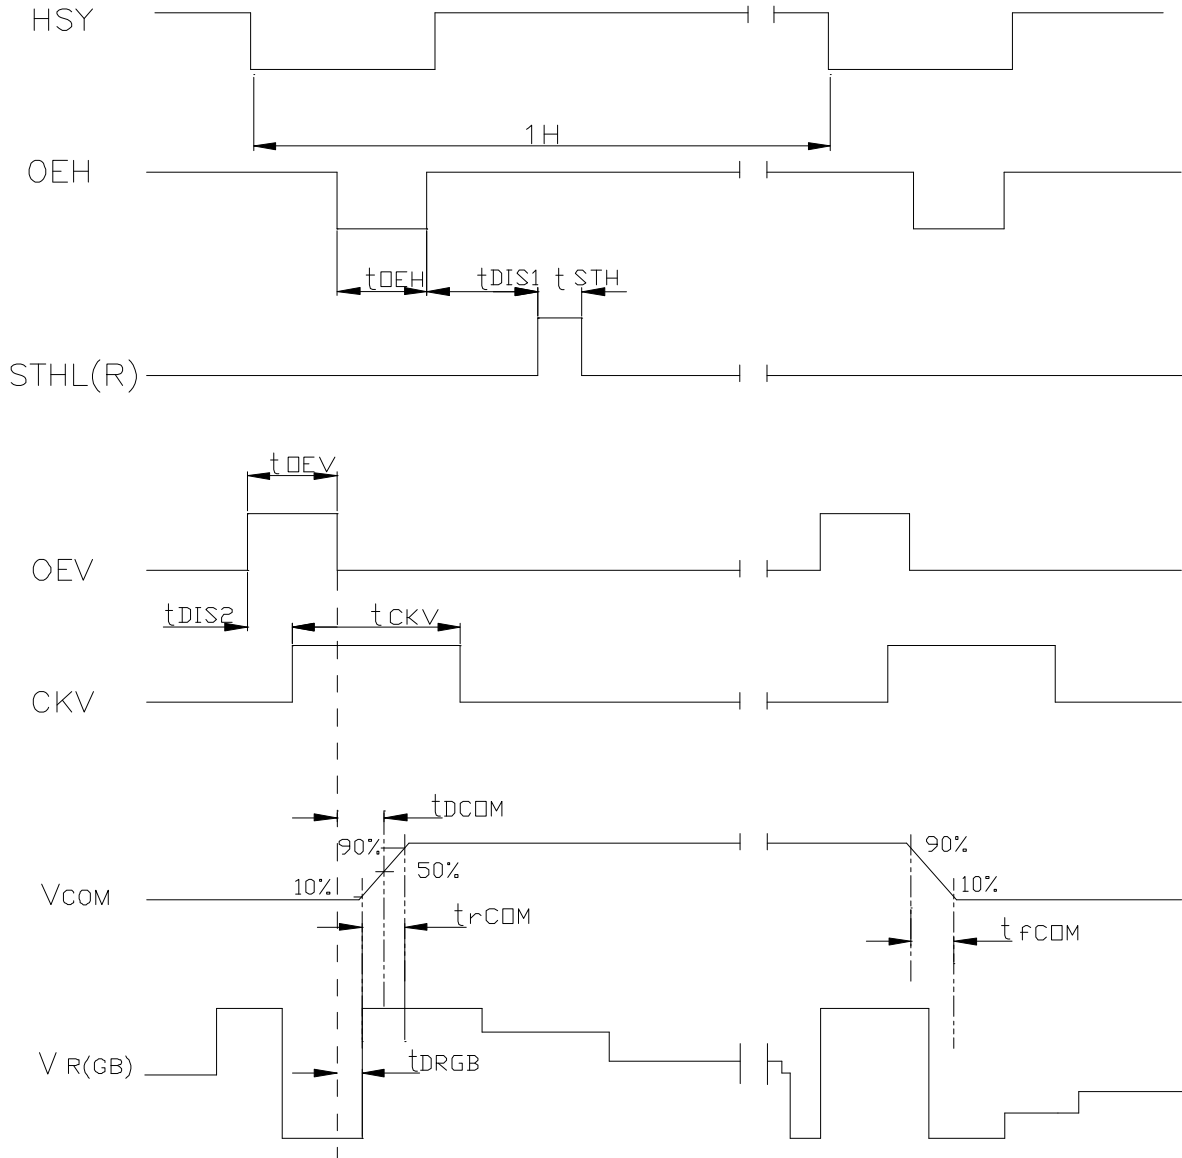 HSY
1H
OEH
tOEH
tDIS1 tSTH
STHL(R)
tOEV
OEV
tDIS2
tCKV
CKV
tDCOM
90%
50%
90%
10%
10%
VCOM
trCOM
tfCOM
VR(GB)
tDRGB